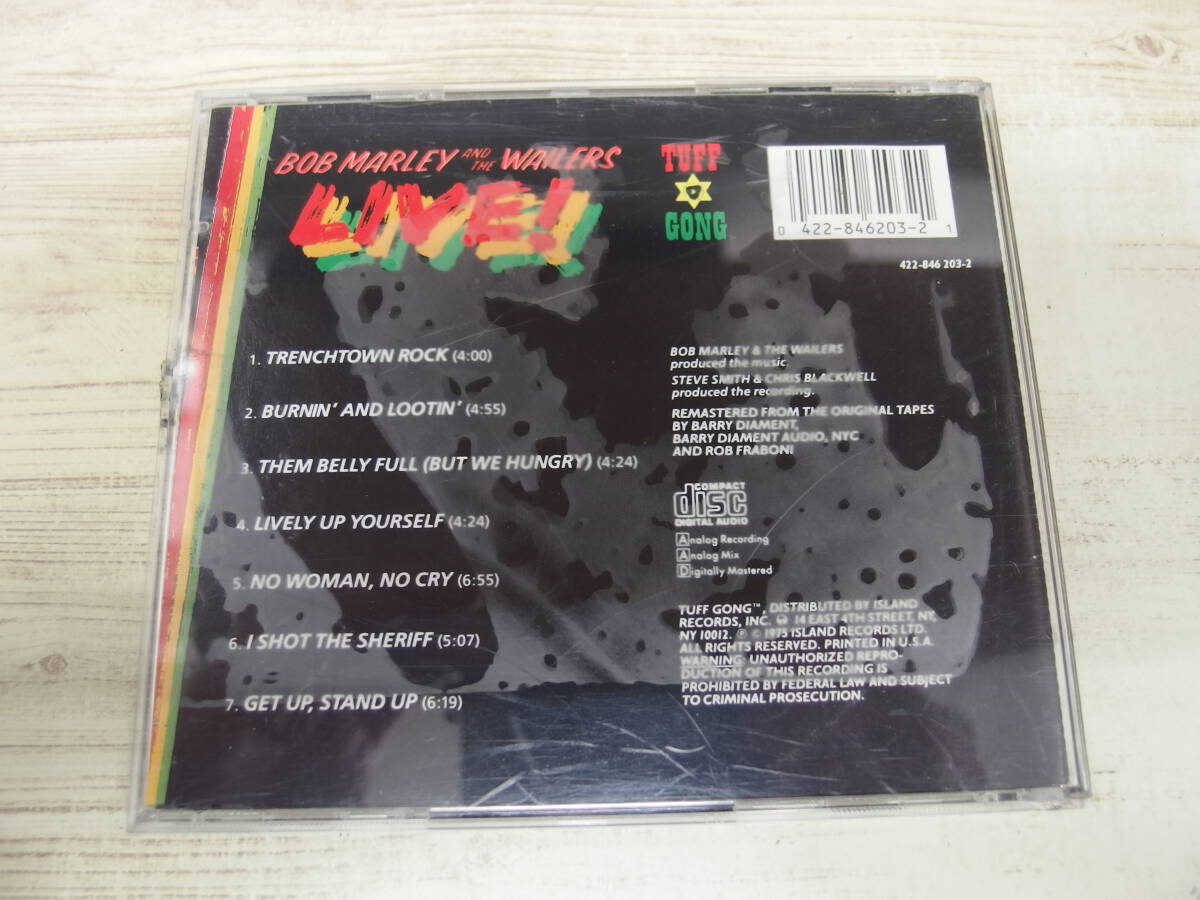 BOB MARLEY AND THE WAILERS
LIVE!
1. TRENCHTOWN ROCK (4:00)
2. BURNIN' AND LOOTIN' (4:55)
3. THEM BELLY FULL (BUT WE HUNGRY) (4:24)
4. LIVELY UP YOURSELF (4:24)
5. NO WOMAN, NO CRY (6:55)
6. I SHOT THE SHERIFF (5:07)
7. GET UP, STAND UP (6:19)
TUFF
GONG
0 422-846203-2 1
422-846 203-2
BOB MARLEY & THE WAILERS
produced the music
STEVE SMITH & CHRIS BLACKWELL
produced the recording.
REMASTERED FROM THE ORIGINAL TAPES
BY BARRY DIAMENT,
BARRY DIAMENT AUDIO, NYC
AND ROB FRABONI
COMPACT
disc
DIGITAL AUDIO
Analog Recording
Analog Mix
Digitally Mastered
TUFF GONG™, DISTRIBUTED BY ISLAND
RECORDS, INC. 14 EAST 4TH STREET, NY,
NY 10012. ℗ © 1975 ISLAND RECORDS LTD.
ALL RIGHTS RESERVED. PRINTED IN U.S.A.
WARNING: UNAUTHORIZED REPRO-
DUCTION OF THIS RECORDING IS
PROHIBITED BY FEDERAL LAW AND SUBJECT
TO CRIMINAL PROSECUTION.